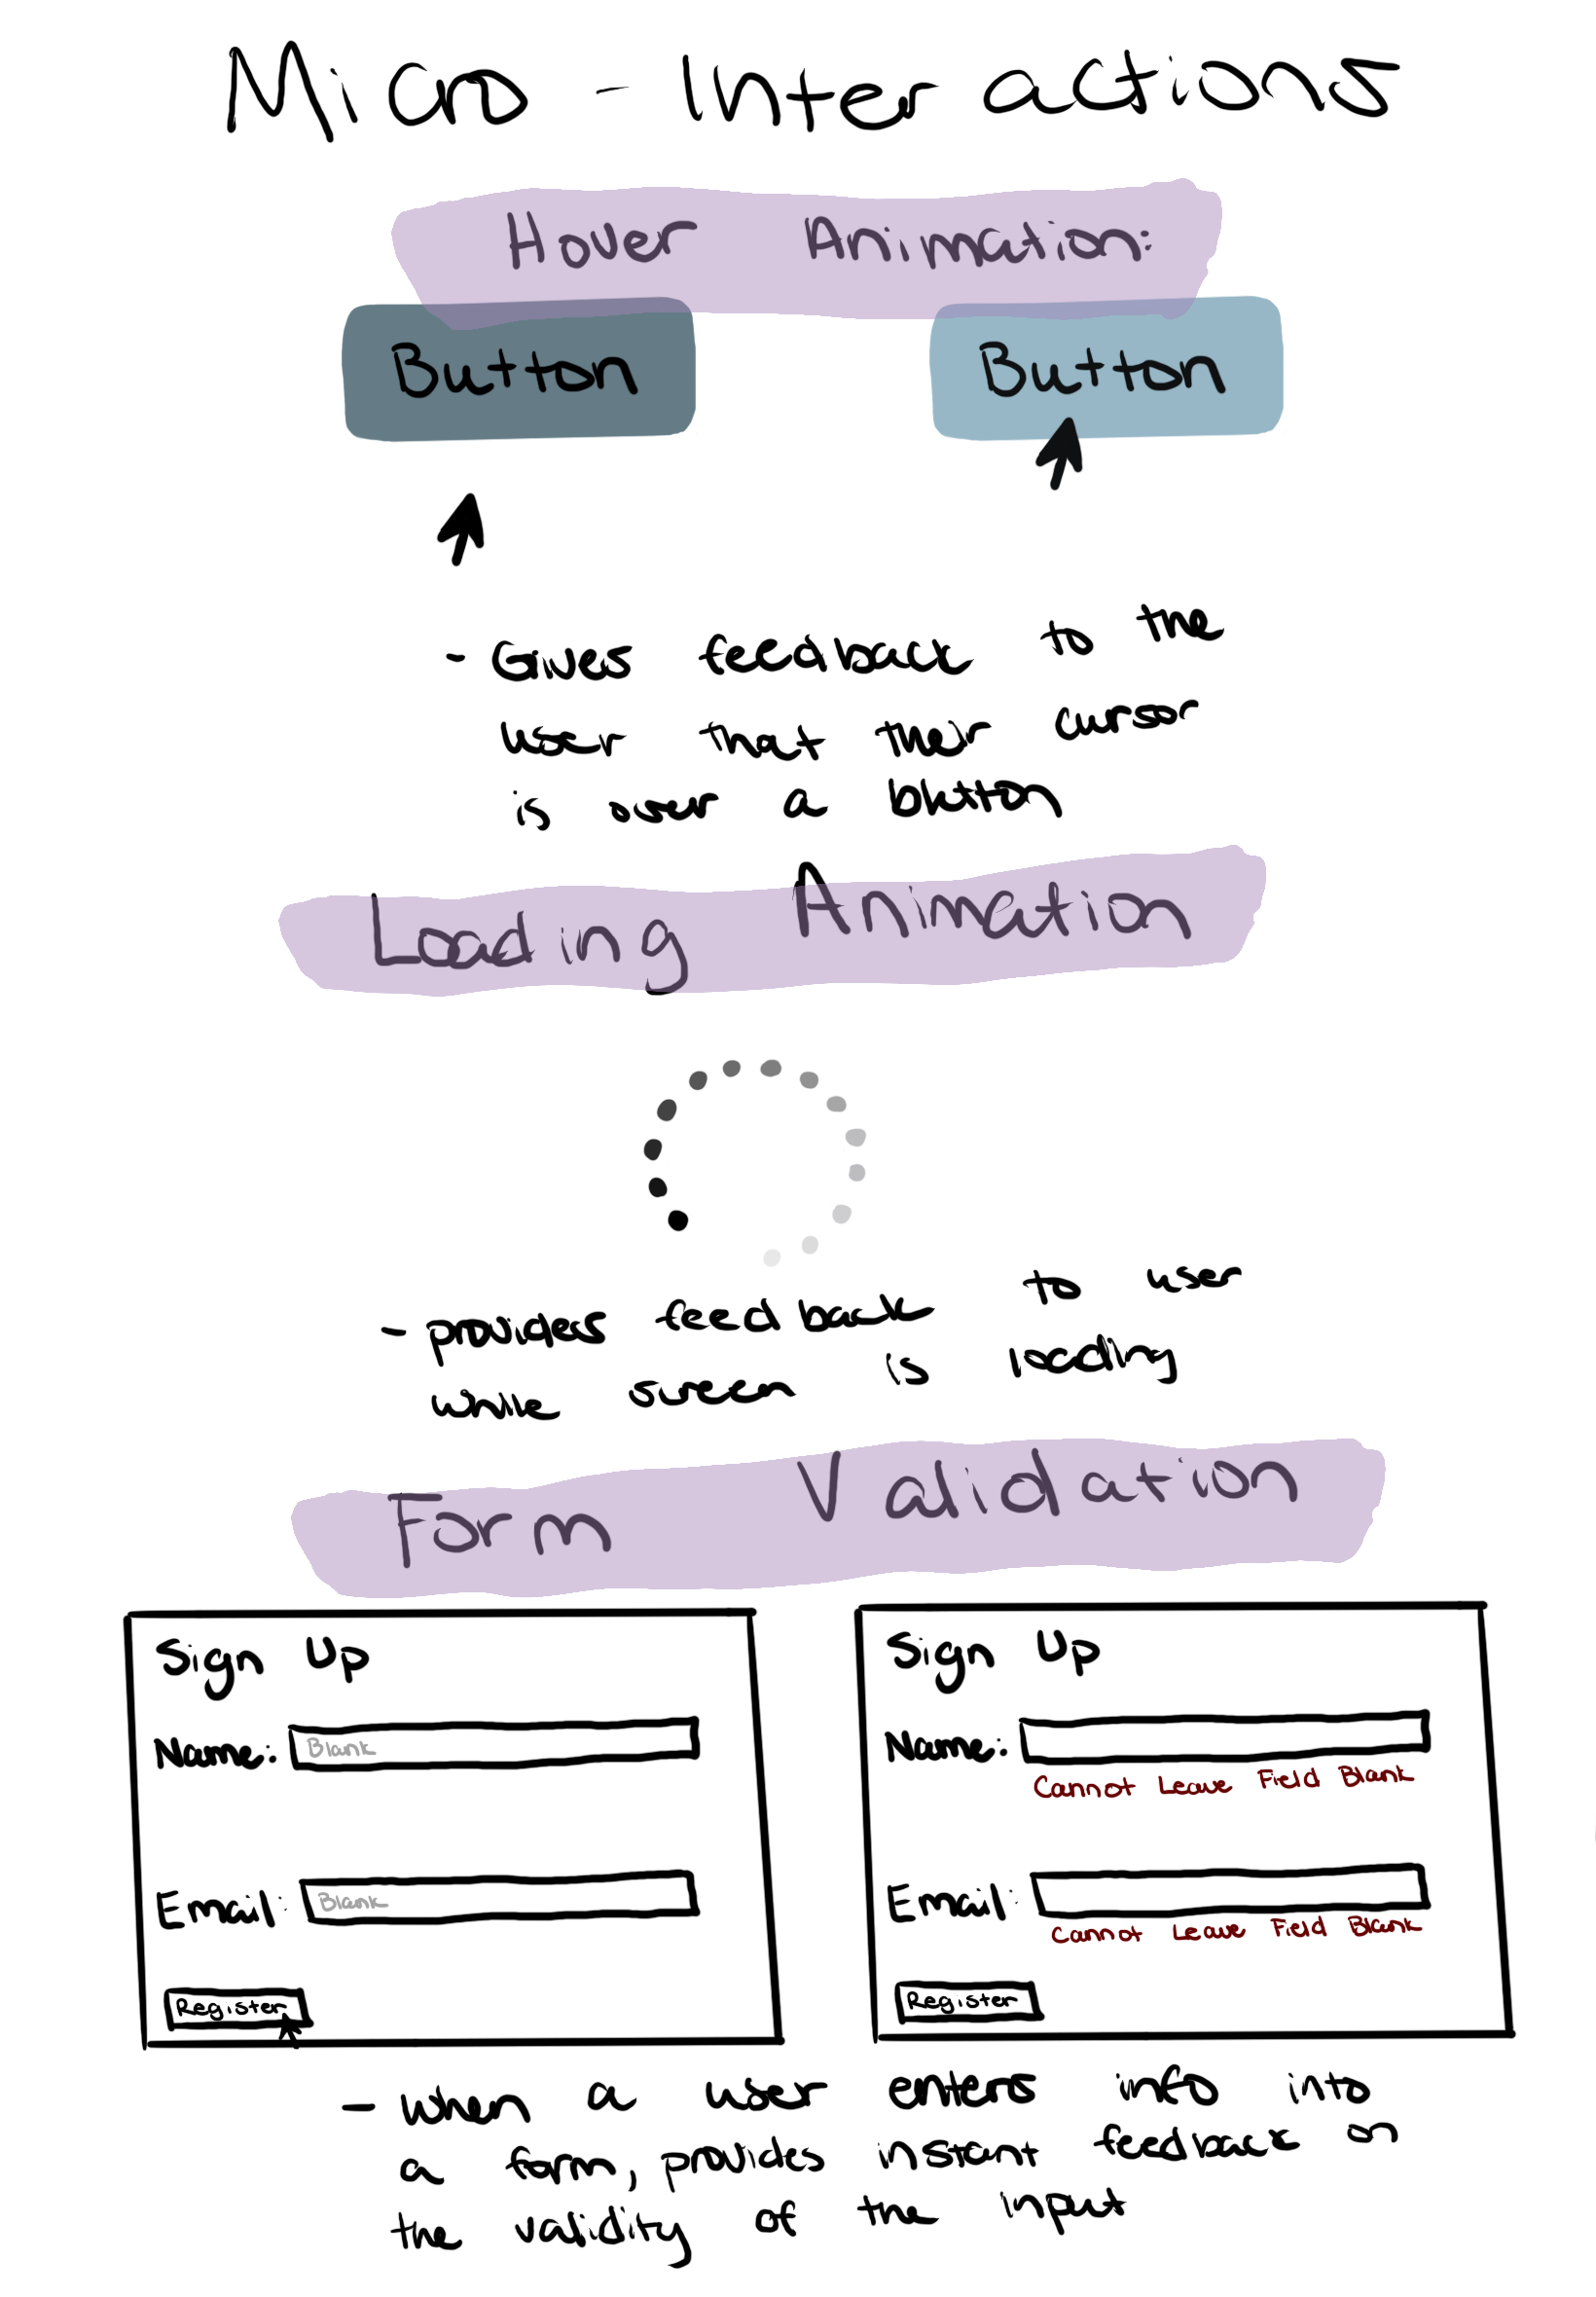 Micro-Interactions
Hover Animation:
Button
Button
- Gives feedback to the
user that their cursor
is over a button
Loading Animation
- provides feedback to user
while screen is loading
Form Validation
Sign Up
Name: Blank
Email: Blank
Register
Sign Up
Name:
Cannot Leave Field Blank
Email:
Cannot Leave Field Blank
Register
- when a user enters info into
a form, provides instant feedback on
the validity of the input